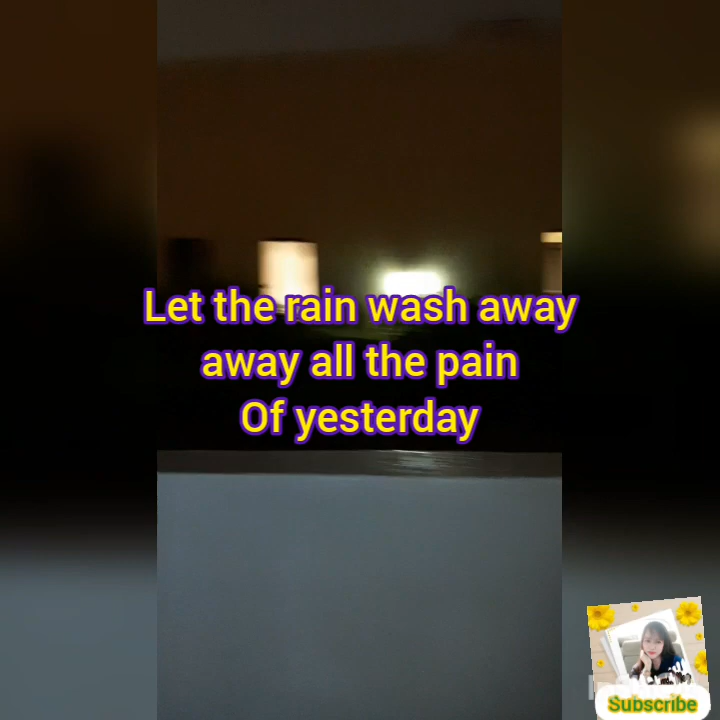 Let the rain wash away
away all the pain
Of yesterday
Subscribe